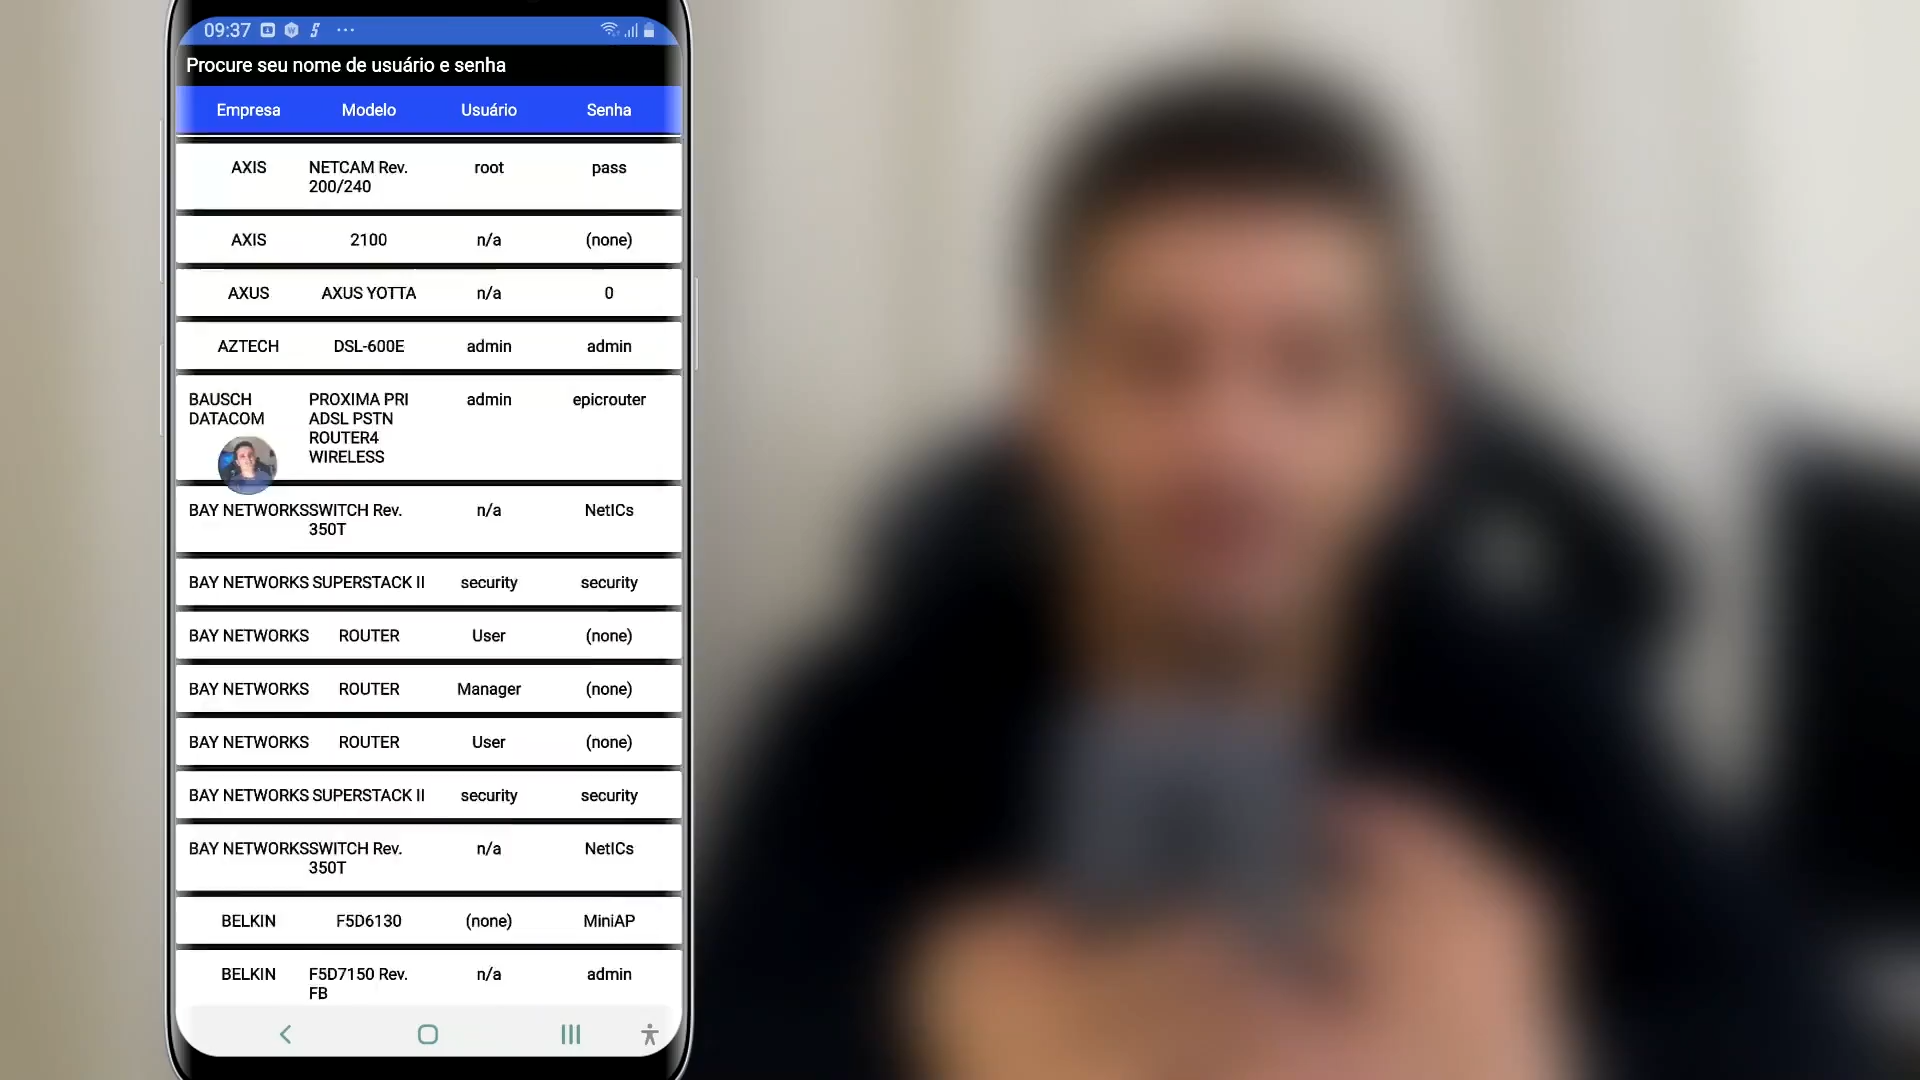 09:37
Procure seu nome de usuário e senha
Empresa Modelo Usuário Senha
AXIS NETCAM Rev. 200/240 root pass
AXIS 2100 n/a (none)
AXUS AXUS YOTTA n/a 0
AZTECH DSL-600E admin admin
BAUSCH DATACOM PROXIMA PRI ADSL PSTN ROUTER4 WIRELESS admin epicrouter
BAY NETWORKS SWITCH Rev. 350T n/a NetICs
BAY NETWORKS SUPERSTACK II security security
BAY NETWORKS ROUTER User (none)
BAY NETWORKS ROUTER Manager (none)
BAY NETWORKS ROUTER User (none)
BAY NETWORKS SUPERSTACK II security security
BAY NETWORKS SWITCH Rev. 350T n/a NetICs
BELKIN F5D6130 (none) MiniAP
BELKIN F5D7150 Rev. FB n/a admin